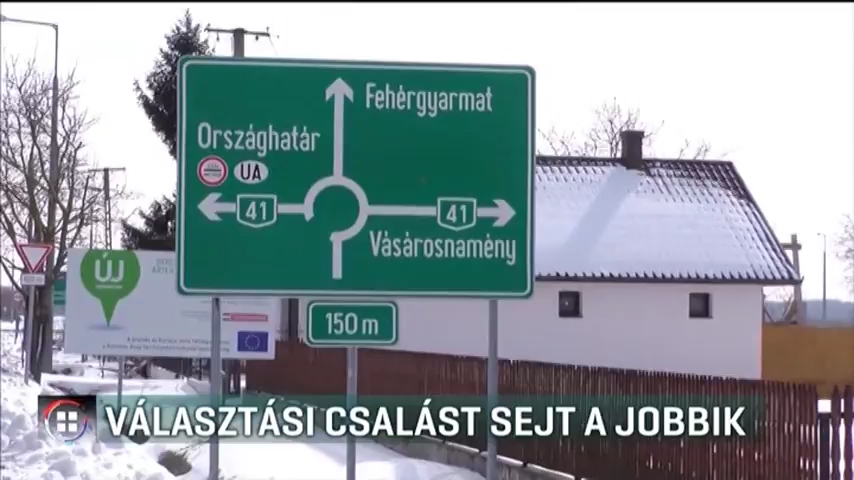 Fehérgyarmat
Országhatár
UA
41
41
Vásárosnamény
150 m
ÚJ
VÁLASZTÁSI CSALÁST SEJT A JOBBIK